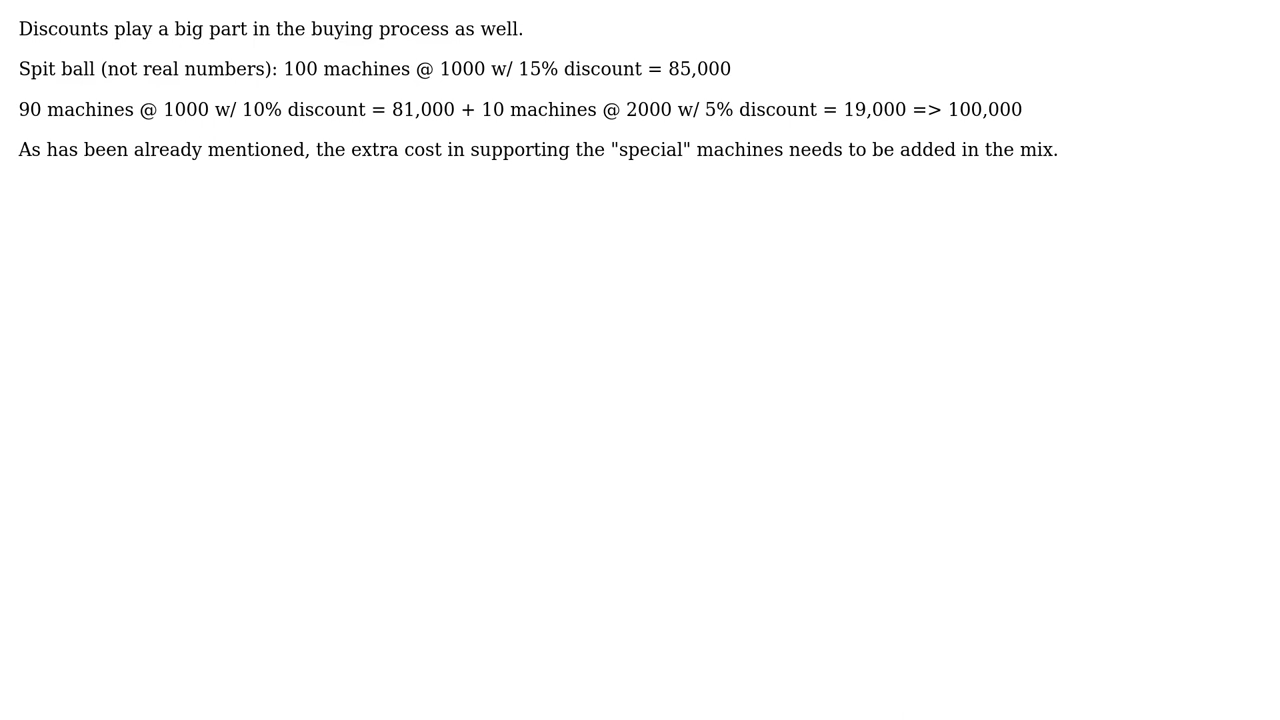 Discounts play a big part in the buying process as well.
Spit ball (not real numbers): 100 machines @ 1000 w/ 15% discount = 85,000
90 machines @ 1000 w/ 10% discount = 81,000 + 10 machines @ 2000 w/ 5% discount = 19,000 => 100,000
As has been already mentioned, the extra cost in supporting the "special" machines needs to be added in the mix.